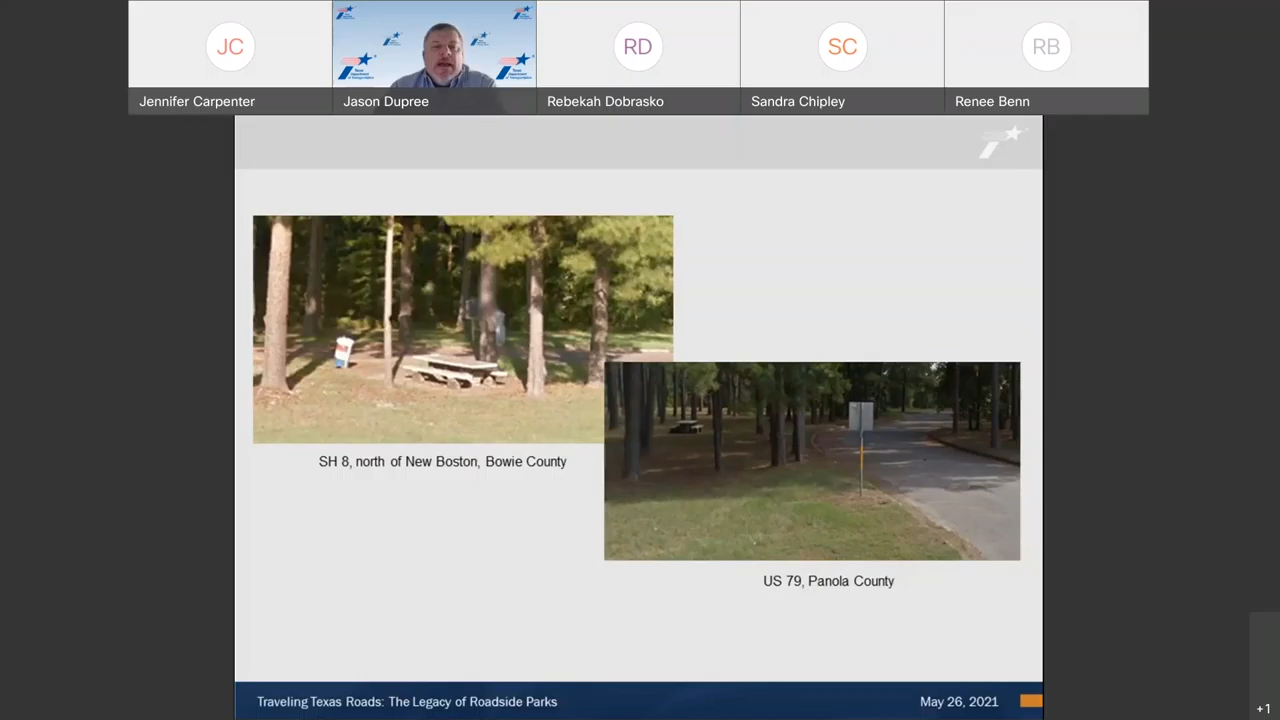 JC
RD
SC
RB
Jennifer Carpenter
Jason Dupree
Rebekah Dobrasko
Sandra Chipley
Renee Benn
SH 8, north of New Boston, Bowie County
US 79, Panola County
Traveling Texas Roads: The Legacy of Roadside Parks
May 26, 2021
+1